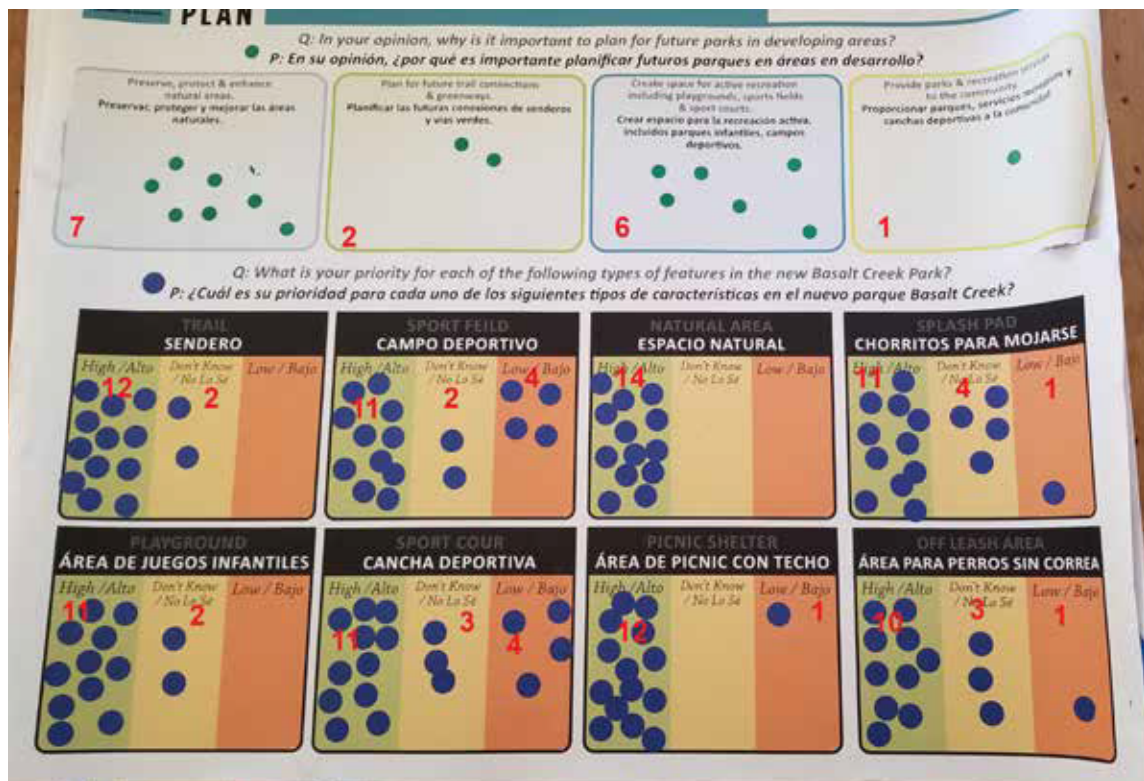 PLAN
Q: In your opinion, why is it important to plan for future parks in developing areas?
P: En su opinión, ¿por qué es importante planificar futuros parques en áreas en desarrollo?
Preserve, protect & enhance
natural areas.
Preservar, proteger y mejorar las áreas
naturales.
7
Plan for future trail connections
& greenways.
Planificar las futuras conexiones de senderos
y vías verdes.
2
Create space for active recreation
including playgrounds, sports fields
& sport courts.
Crear espacio para la recreación activa,
incluidos parques infantiles, campos
deportivos.
6
Provide parks & recreation
to the community.
Proporcionar parques, servicios y
canchas deportivas a la comunidad
1
Q: What is your priority for each of the following types of features in the new Basalt Creek Park?
P: ¿Cuál es su prioridad para cada uno de los siguientes tipos de características en el nuevo parque Basalt Creek?
TRAIL
SENDERO
High /Alto
Don't Know
/ No Lo Sé
Low / Bajo
12
2
SPORT FEILD
CAMPO DEPORTIVO
High /Alto
Don't Know
/ No Lo Sé
Low / Bajo
11
2
4
NATURAL AREA
ESPACIO NATURAL
High /Alto
Don't Know
/ No Lo Sé
Low / Bajo
14
SPLASH PAD
CHORRITOS PARA MOJARSE
High /Alto
Don't Know
/ No Lo Sé
Low / Bajo
11
4
1
PLAYGROUND
ÁREA DE JUEGOS INFANTILES
High /Alto
Don't Know
/ No Lo Sé
Low / Bajo
11
2
SPORT COUR
CANCHA DEPORTIVA
High /Alto
Don't Know
/ No Lo Sé
Low / Bajo
11
3
4
PICNIC SHELTER
ÁREA DE PICNIC CON TECHO
High /Alto
Don't Know
/ No Lo Sé
Low / Bajo
12
1
OFF LEASH AREA
ÁREA PARA PERROS SIN CORREA
High /Alto
Don't Know
/ No Lo Sé
Low / Bajo
10
3
1